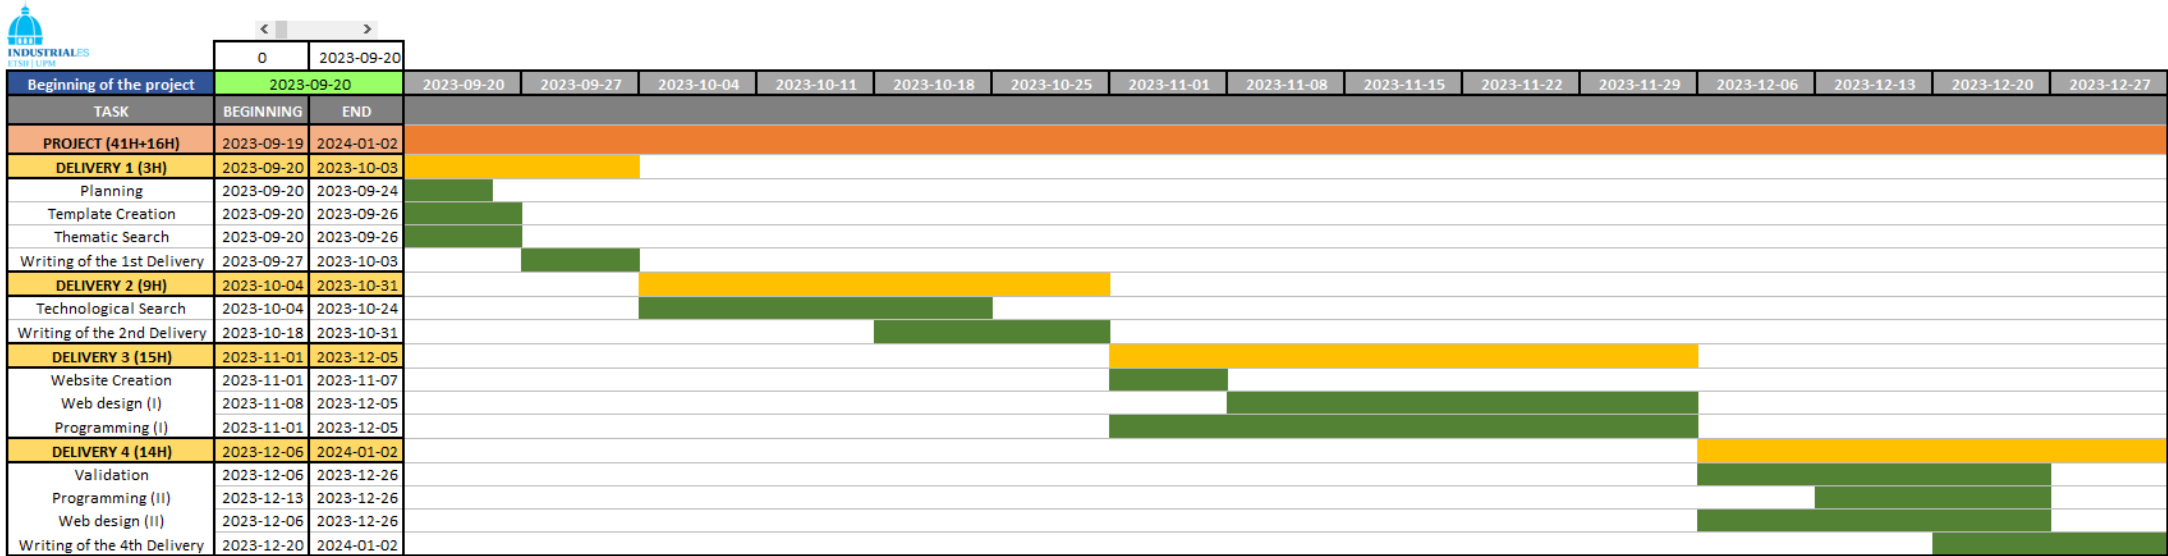 INDUSTRIALES
ETSII | UPM
< >
0 2023-09-20
Beginning of the project 2023-09-20 2023-09-20 2023-09-27 2023-10-04 2023-10-11 2023-10-18 2023-10-25 2023-11-01 2023-11-08 2023-11-15 2023-11-22 2023-11-29 2023-12-06 2023-12-13 2023-12-20 2023-12-27
TASK BEGINNING END
PROJECT (41H+16H) 2023-09-19 2024-01-02
DELIVERY 1 (3H) 2023-09-20 2023-10-03
Planning 2023-09-20 2023-09-24
Template Creation 2023-09-20 2023-09-26
Thematic Search 2023-09-20 2023-09-26
Writing of the 1st Delivery 2023-09-27 2023-10-03
DELIVERY 2 (9H) 2023-10-04 2023-10-31
Technological Search 2023-10-04 2023-10-24
Writing of the 2nd Delivery 2023-10-18 2023-10-31
DELIVERY 3 (15H) 2023-11-01 2023-12-05
Website Creation 2023-11-01 2023-11-07
Web design (I) 2023-11-08 2023-12-05
Programming (I) 2023-11-01 2023-12-05
DELIVERY 4 (14H) 2023-12-06 2024-01-02
Validation 2023-12-06 2023-12-26
Programming (II) 2023-12-13 2023-12-26
Web design (II) 2023-12-06 2023-12-26
Writing of the 4th Delivery 2023-12-20 2024-01-02